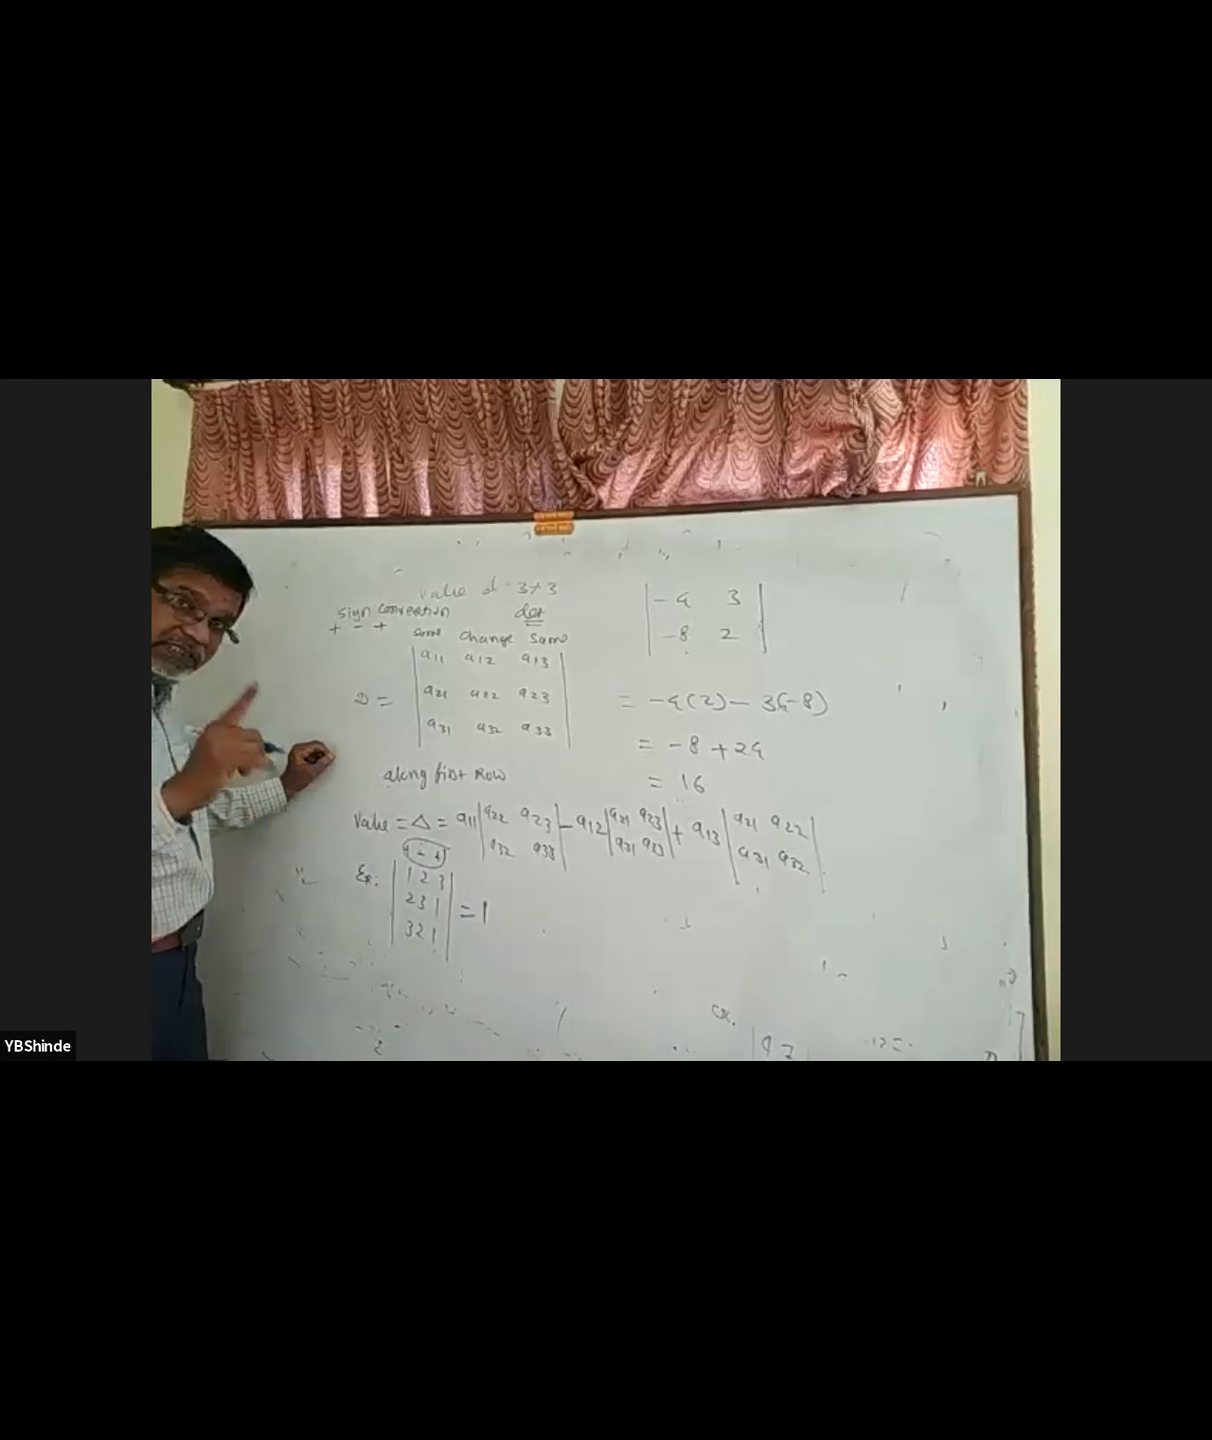 value of 3×3
det
sign convention
+ - +
same change same
D = | a11 a12 a13 |
| a21 a22 a23 |
| a31 a32 a33 |
along first row
Value = Δ = a11 | a22 a23 | - a12 | a21 a23 | + a13 | a21 a22 |
| a32 a33 | | a31 a33 | | a31 a32 |
+ - +
Ex: | 1 2 3 |
| 2 3 1 | = 1
| 3 2 1 |
| -4 3 |
| -8 2 |
= -4(2) - 3(-8)
= -8 + 24
= 16
YBShinde